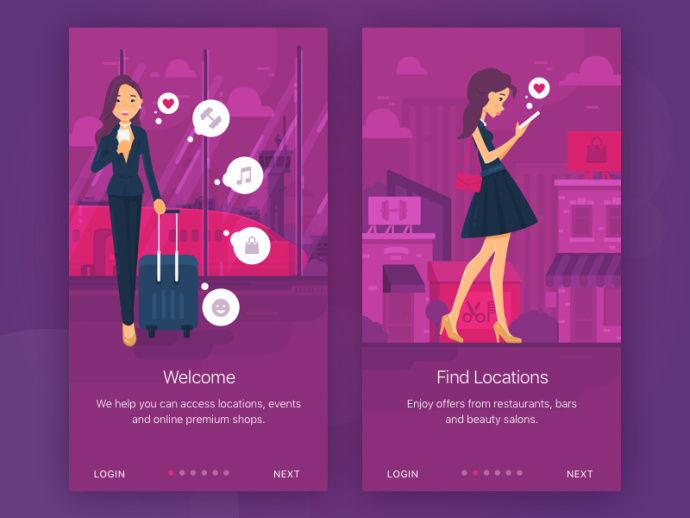 Welcome
We help you can access locations, events
and online premium shops.
LOGIN
NEXT
Find Locations
Enjoy offers from restaurants, bars
and beauty salons.
LOGIN
NEXT